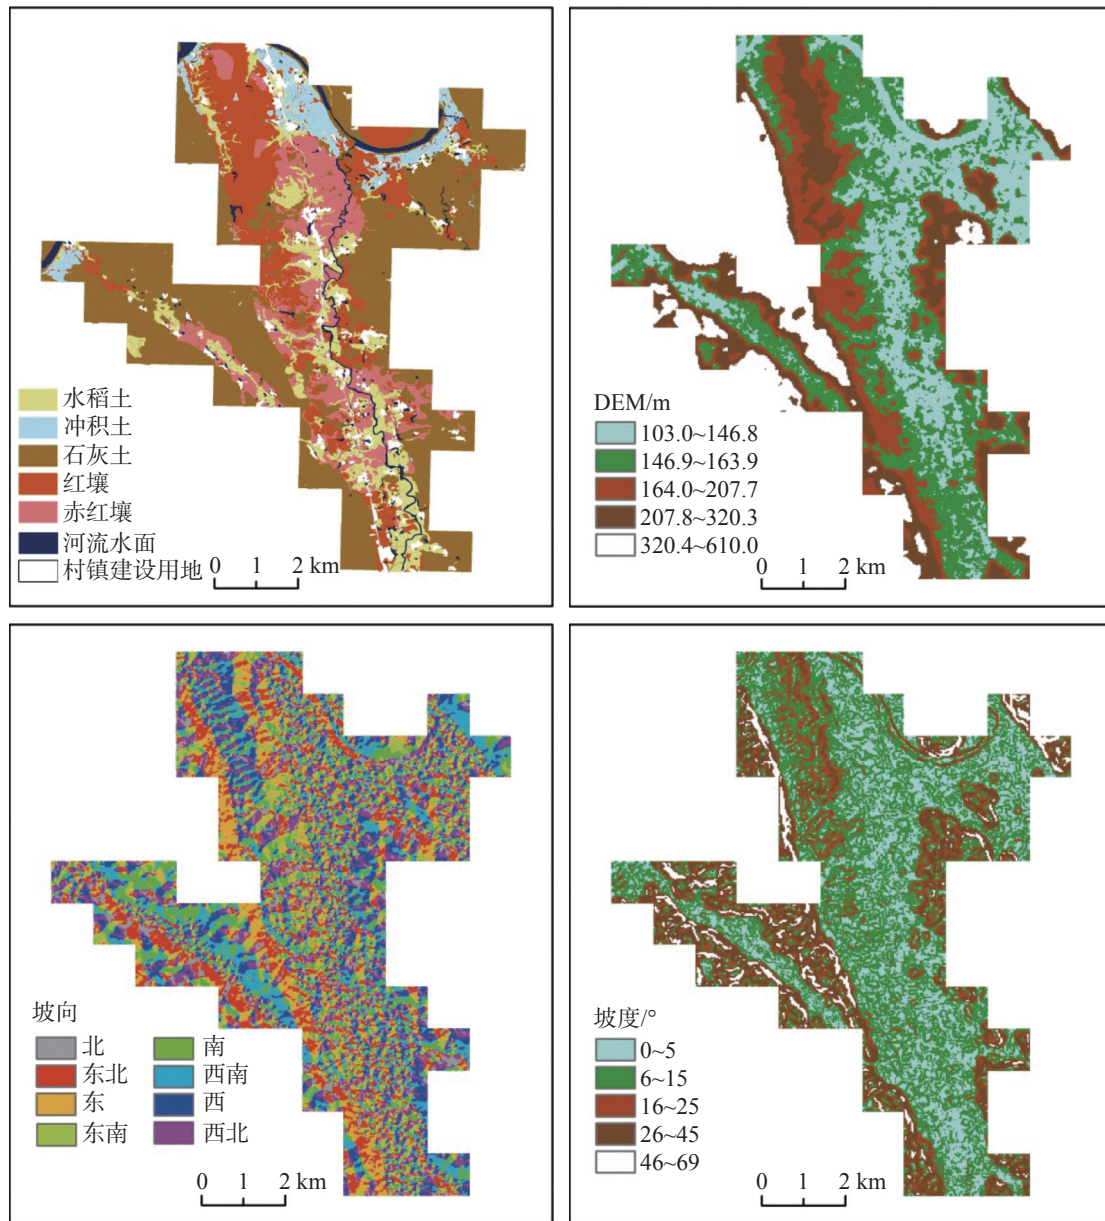 水稻土
冲积土
石灰土
红壤
赤红壤
河流水面
村镇建设用地
0 1 2 km
DEM/m
103.0~146.8
146.9~163.9
164.0~207.7
207.8~320.3
320.4~610.0
0 1 2 km
坡向
北 南
东北 西南
东 西
东南 西北
0 1 2 km
坡度/°
0~5
6~15
16~25
26~45
46~69
0 1 2 km